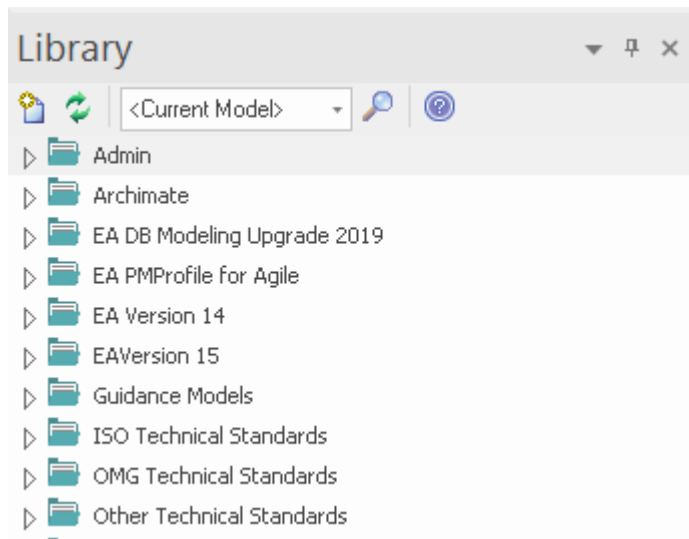 Library
<Current Model>
Admin
Archimate
EA DB Modeling Upgrade 2019
EA PMProfile for Agile
EA Version 14
EAVersion 15
Guidance Models
ISO Technical Standards
OMG Technical Standards
Other Technical Standards